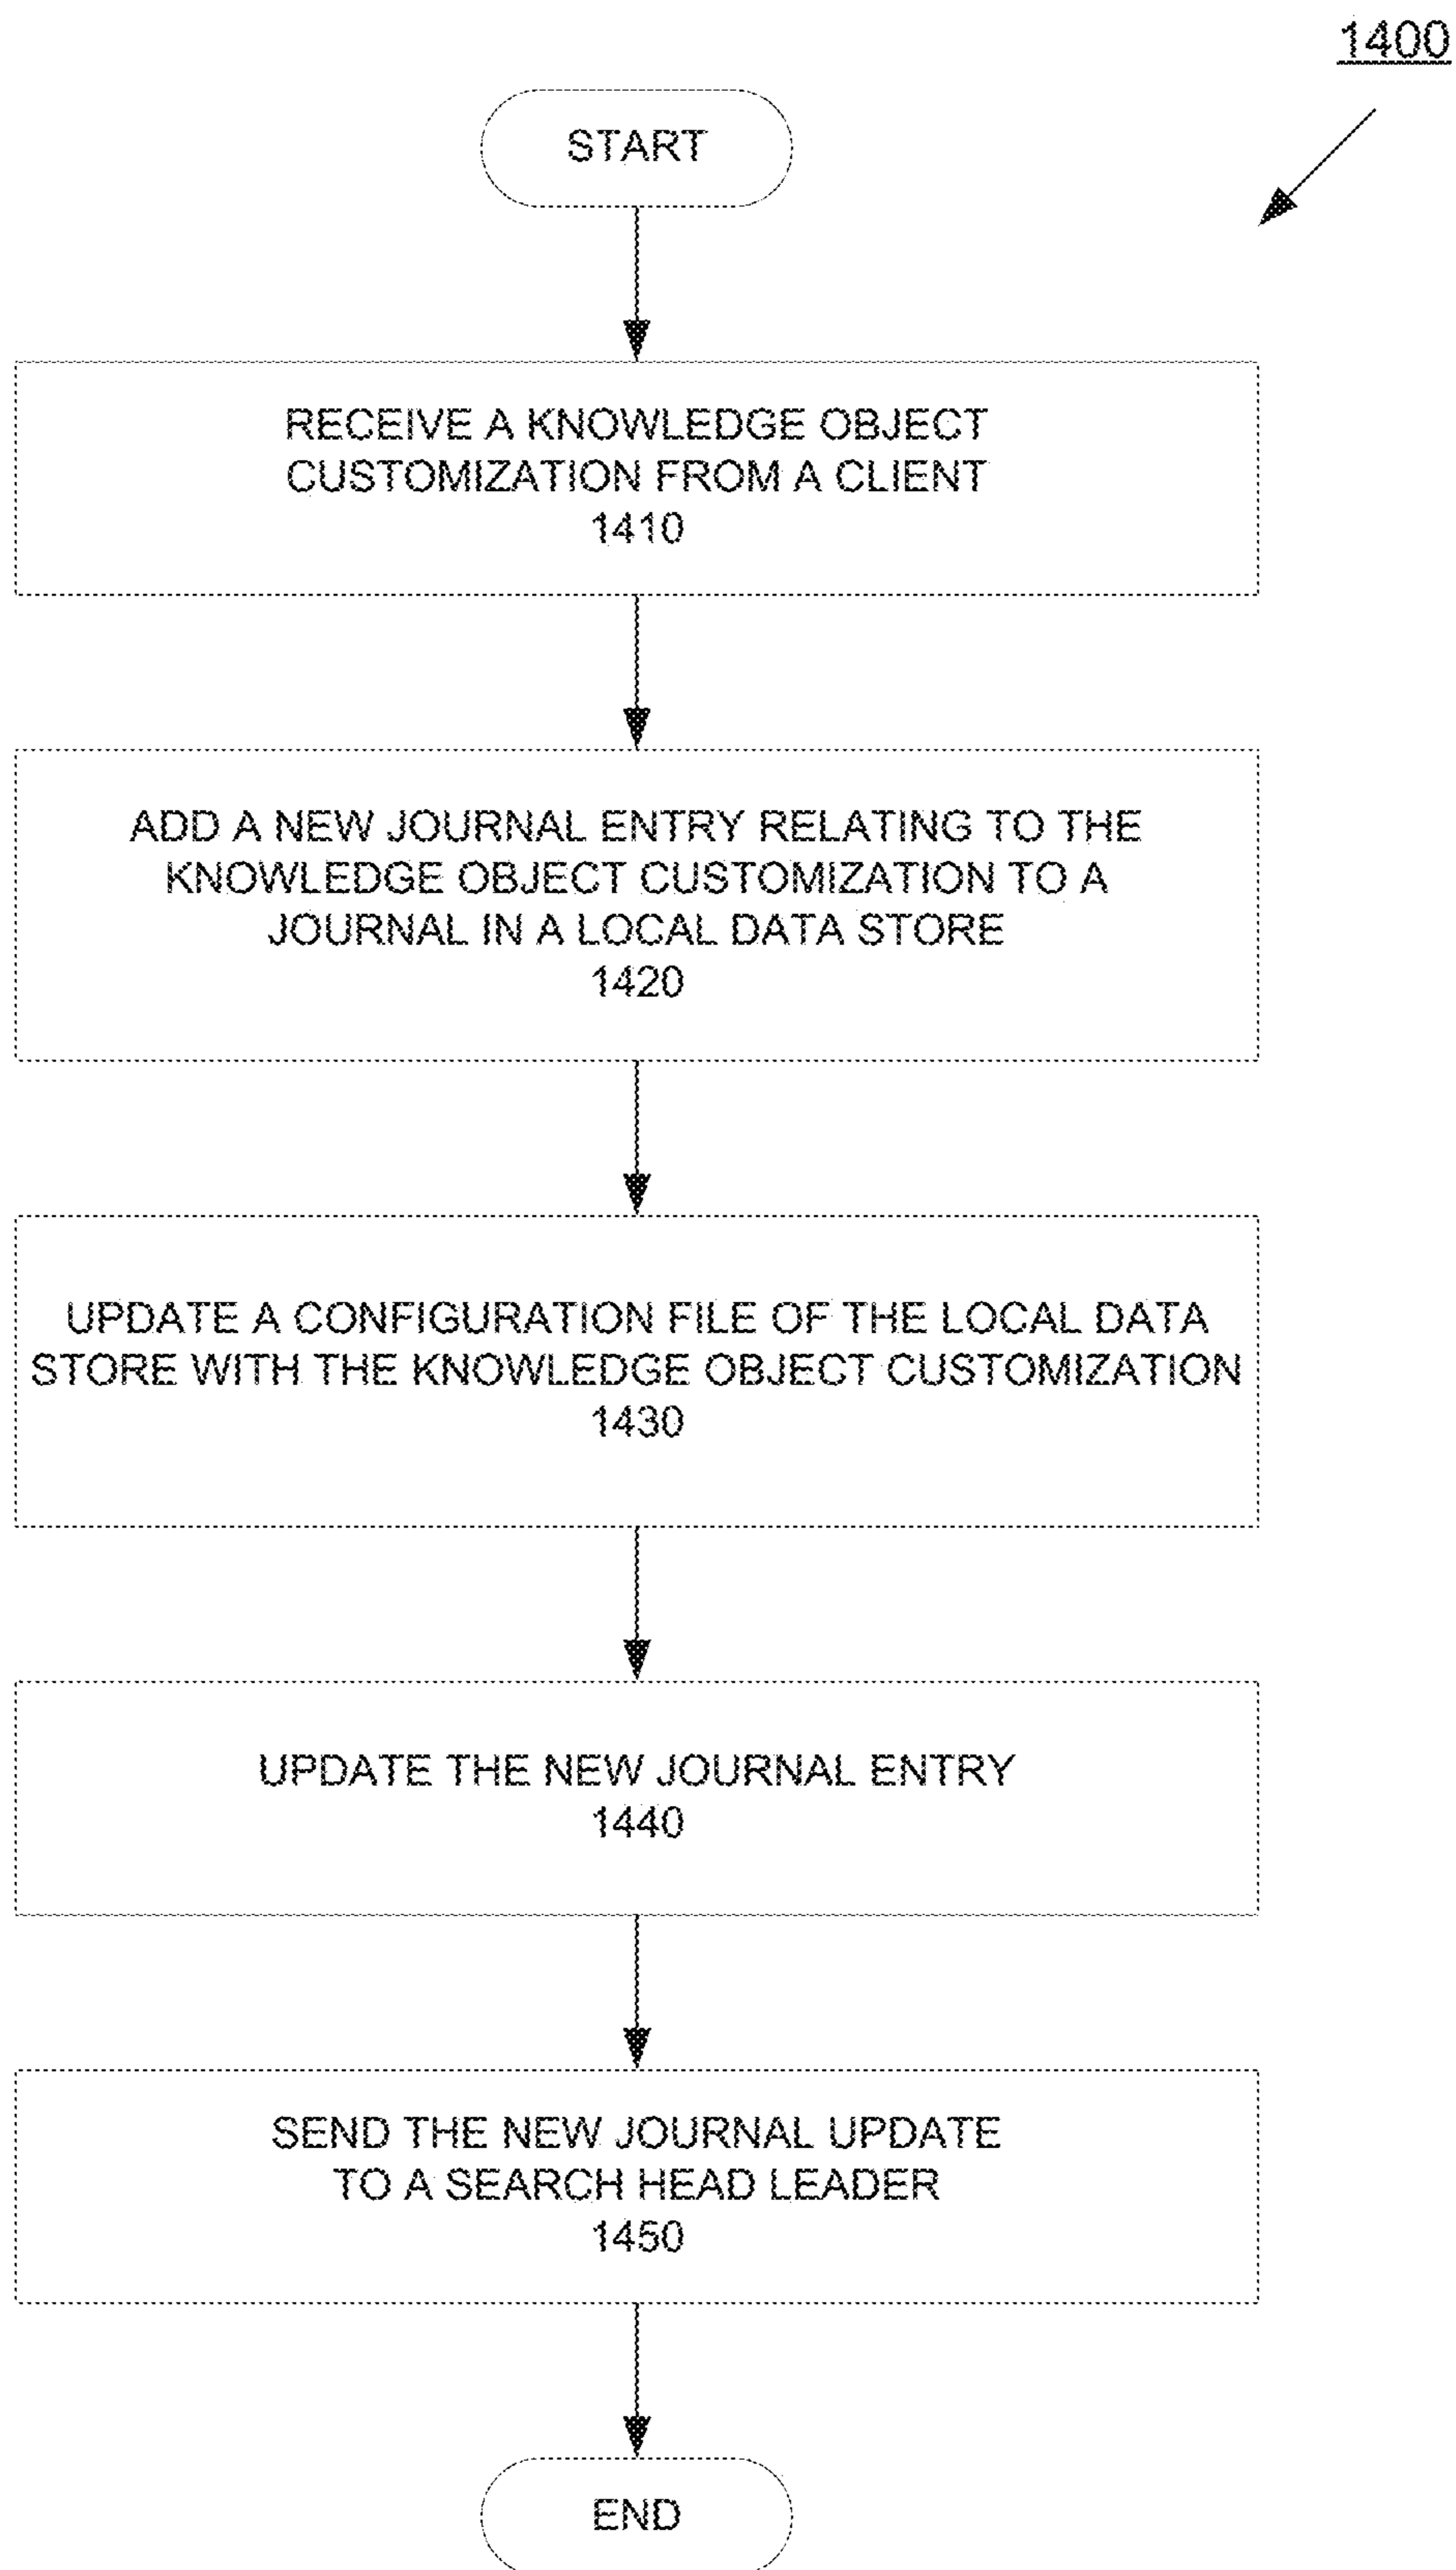 1400
START
RECEIVE A KNOWLEDGE OBJECT
CUSTOMIZATION FROM A CLIENT
1410
ADD A NEW JOURNAL ENTRY RELATING TO THE
KNOWLEDGE OBJECT CUSTOMIZATION TO A
JOURNAL IN A LOCAL DATA STORE
1420
UPDATE A CONFIGURATION FILE OF THE LOCAL DATA
STORE WITH THE KNOWLEDGE OBJECT CUSTOMIZATION
1430
UPDATE THE NEW JOURNAL ENTRY
1440
SEND THE NEW JOURNAL UPDATE
TO A SEARCH HEAD LEADER
1450
END